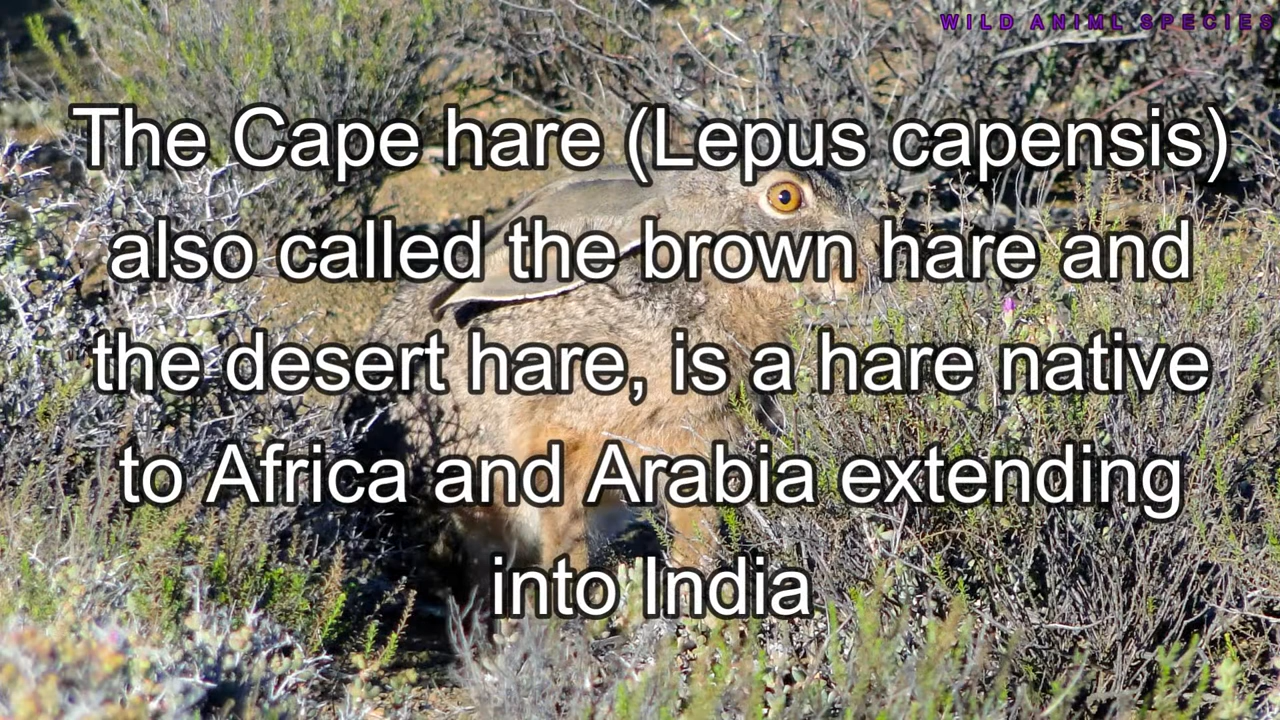 WILD ANIML SPECIES
The Cape hare (Lepus capensis)
also called the brown hare and
the desert hare, is a hare native
to Africa and Arabia extending
into India